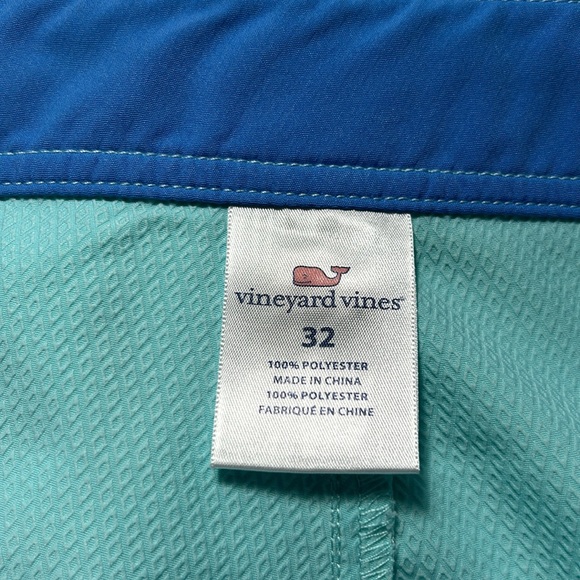 vineyard vines
32
100% POLYESTER
MADE IN CHINA
100% POLYESTER
FABRIQUÉ EN CHINE